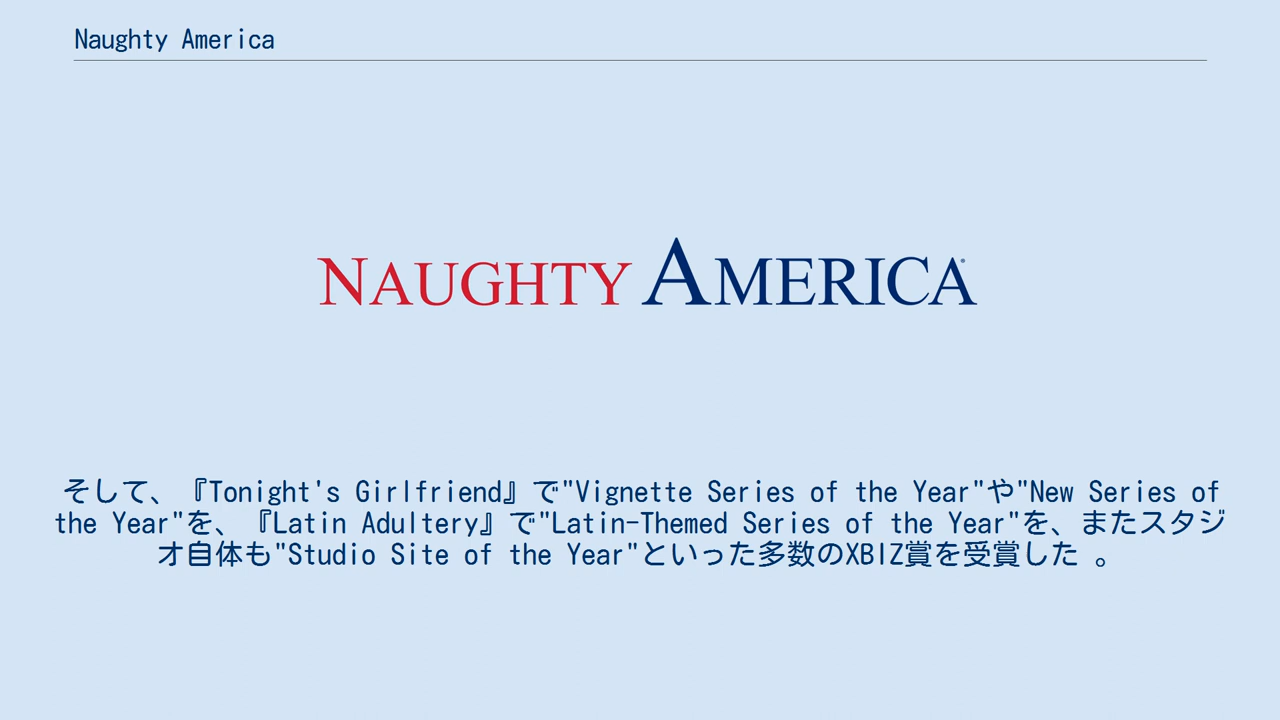 Naughty America
NAUGHTY AMERICA
そして、『Tonight's Girlfriend』で"Vignette Series of the Year"や"New Series of
the Year"を、『Latin Adultery』で"Latin-Themed Series of the Year"を、またスタジ
オ自体も"Studio Site of the Year"といった多数のXBIZ賞を受賞した 。